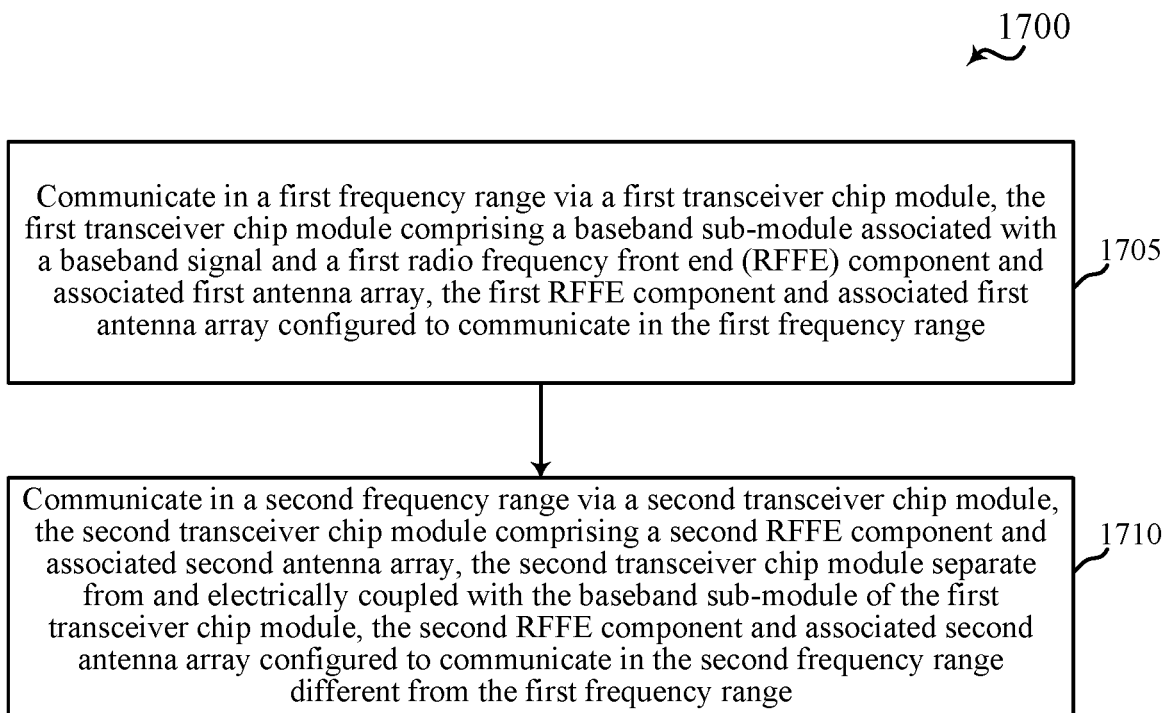 1700
Communicate in a first frequency range via a first transceiver chip module, the
first transceiver chip module comprising a baseband sub-module associated with
a baseband signal and a first radio frequency front end (RFFE) component and
associated first antenna array, the first RFFE component and associated first
antenna array configured to communicate in the first frequency range
1705
Communicate in a second frequency range via a second transceiver chip module,
the second transceiver chip module comprising a second RFFE component and
associated second antenna array, the second transceiver chip module separate
from and electrically coupled with the baseband sub-module of the first
transceiver chip module, the second RFFE component and associated second
antenna array configured to communicate in the second frequency range
different from the first frequency range
1710